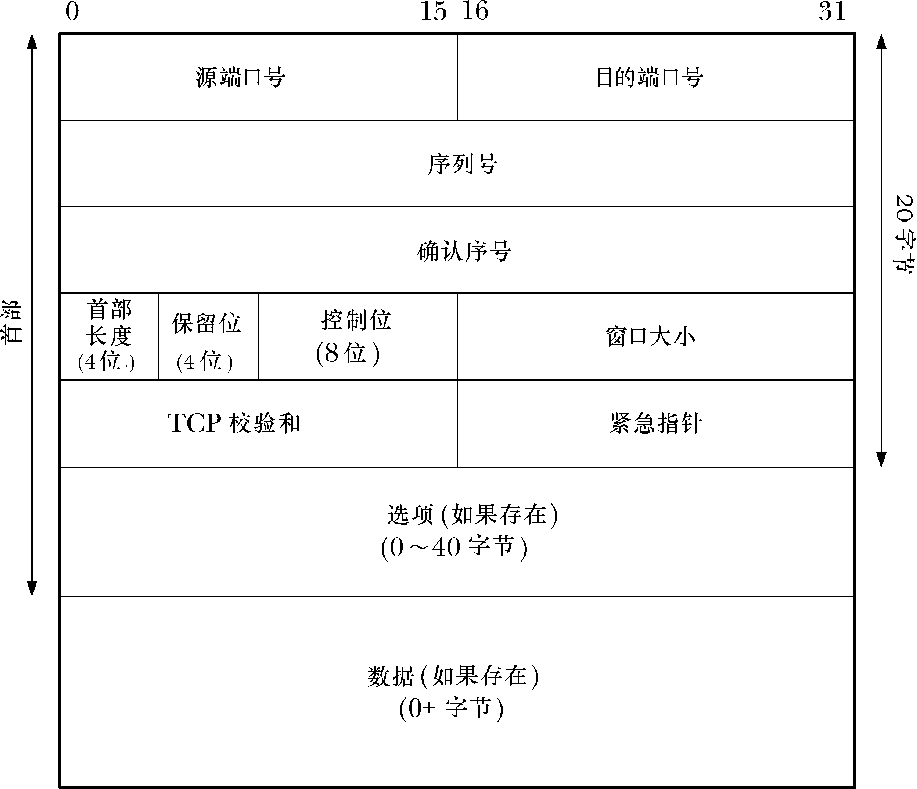 0 15 16 31
源端口号 目的端口号
序列号
确认序号
首部
长度
(4位)
保留位
(4位)
控制位
(8位)
窗口大小
TCP 校验和 紧急指针
选项(如果存在)
(0~40 字节)
数据(如果存在)
(0+ 字节)
首部
20字节